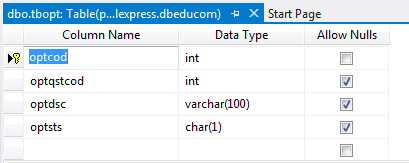 dbo.tbopt: Table(p...lexpress.dbeducom) Start Page
Column Name Data Type Allow Nulls
optcod int
optqstcod int
optdsc varchar(100)
optsts char(1)